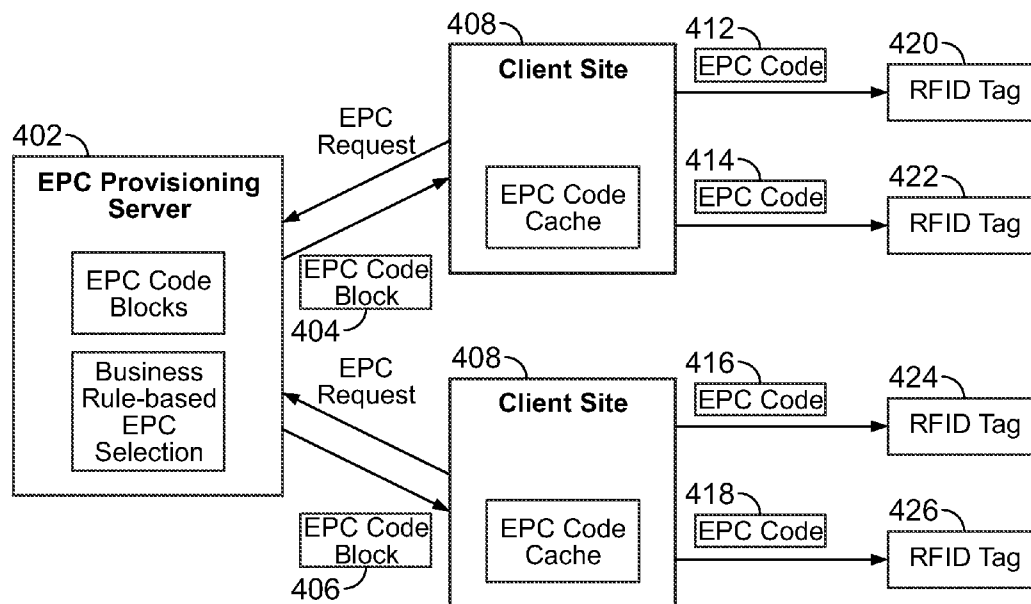 402
EPC Provisioning
Server
EPC Code
Blocks
Business
Rule-based
EPC
Selection
EPC
Request
EPC Code
Block
404
EPC
Request
EPC Code
Block
406
408
Client Site
EPC Code
Cache
412
EPC Code
420
RFID Tag
414
EPC Code
422
RFID Tag
408
Client Site
EPC Code
Cache
416
EPC Code
424
RFID Tag
418
EPC Code
426
RFID Tag